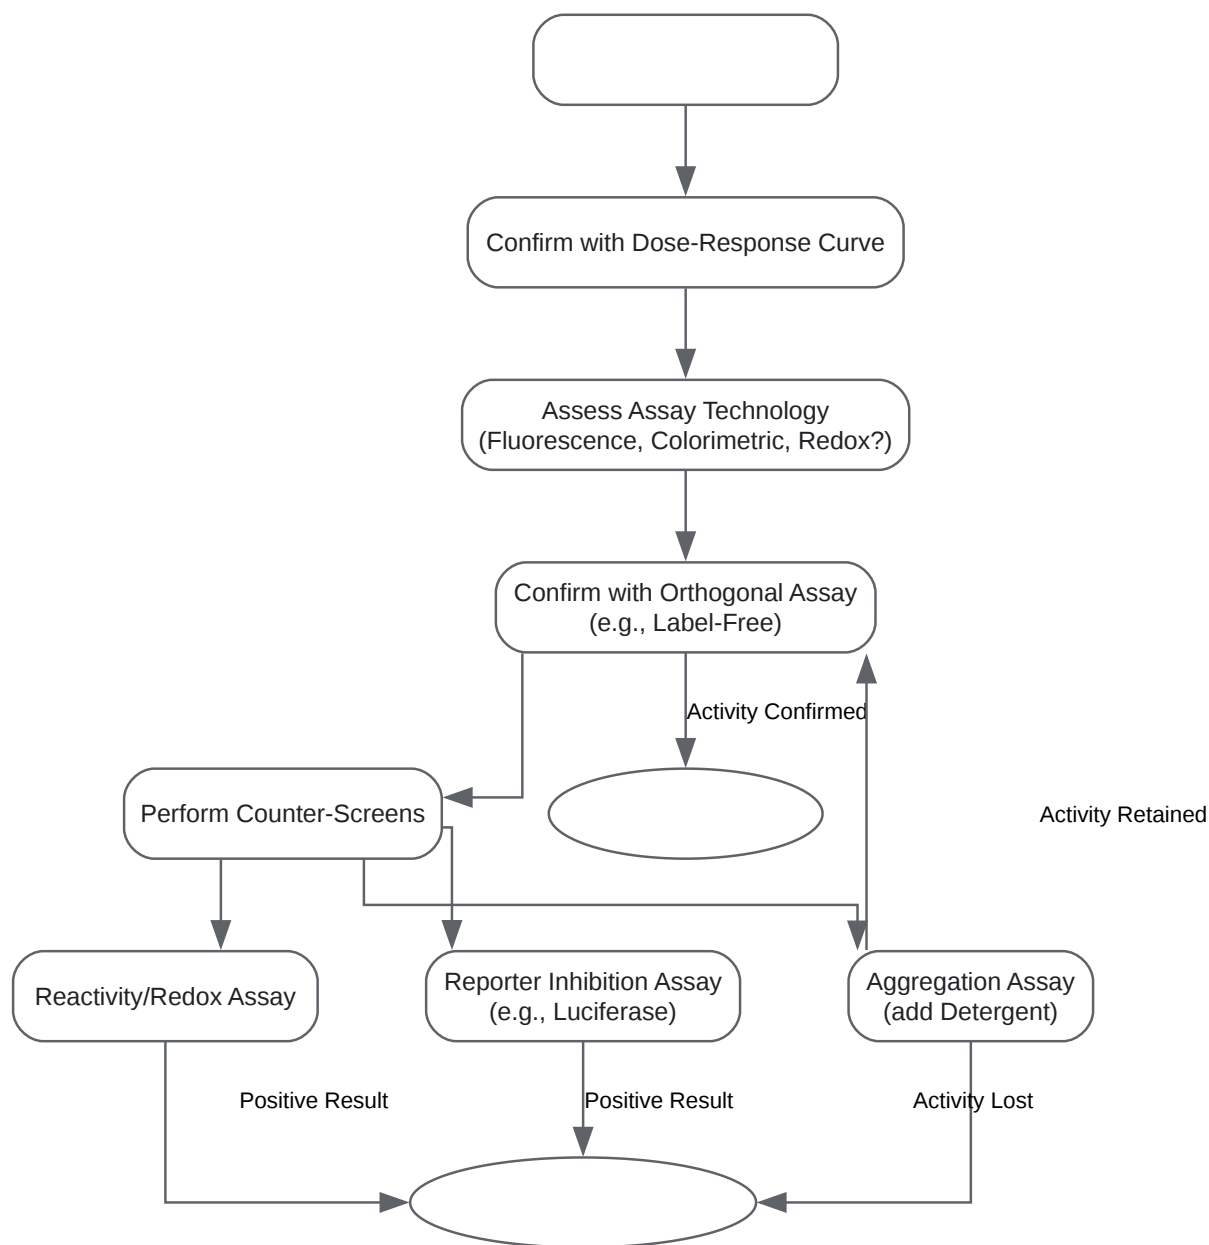 Confirm with Dose-Response Curve
Assess Assay Technology
(Fluorescence, Colorimetric, Redox?)
Confirm with Orthogonal Assay
(e.g., Label-Free)
Activity Confirmed
Perform Counter-Screens
Activity Retained
Reactivity/Redox Assay
Reporter Inhibition Assay
(e.g., Luciferase)
Aggregation Assay
(add Detergent)
Positive Result
Positive Result
Activity Lost